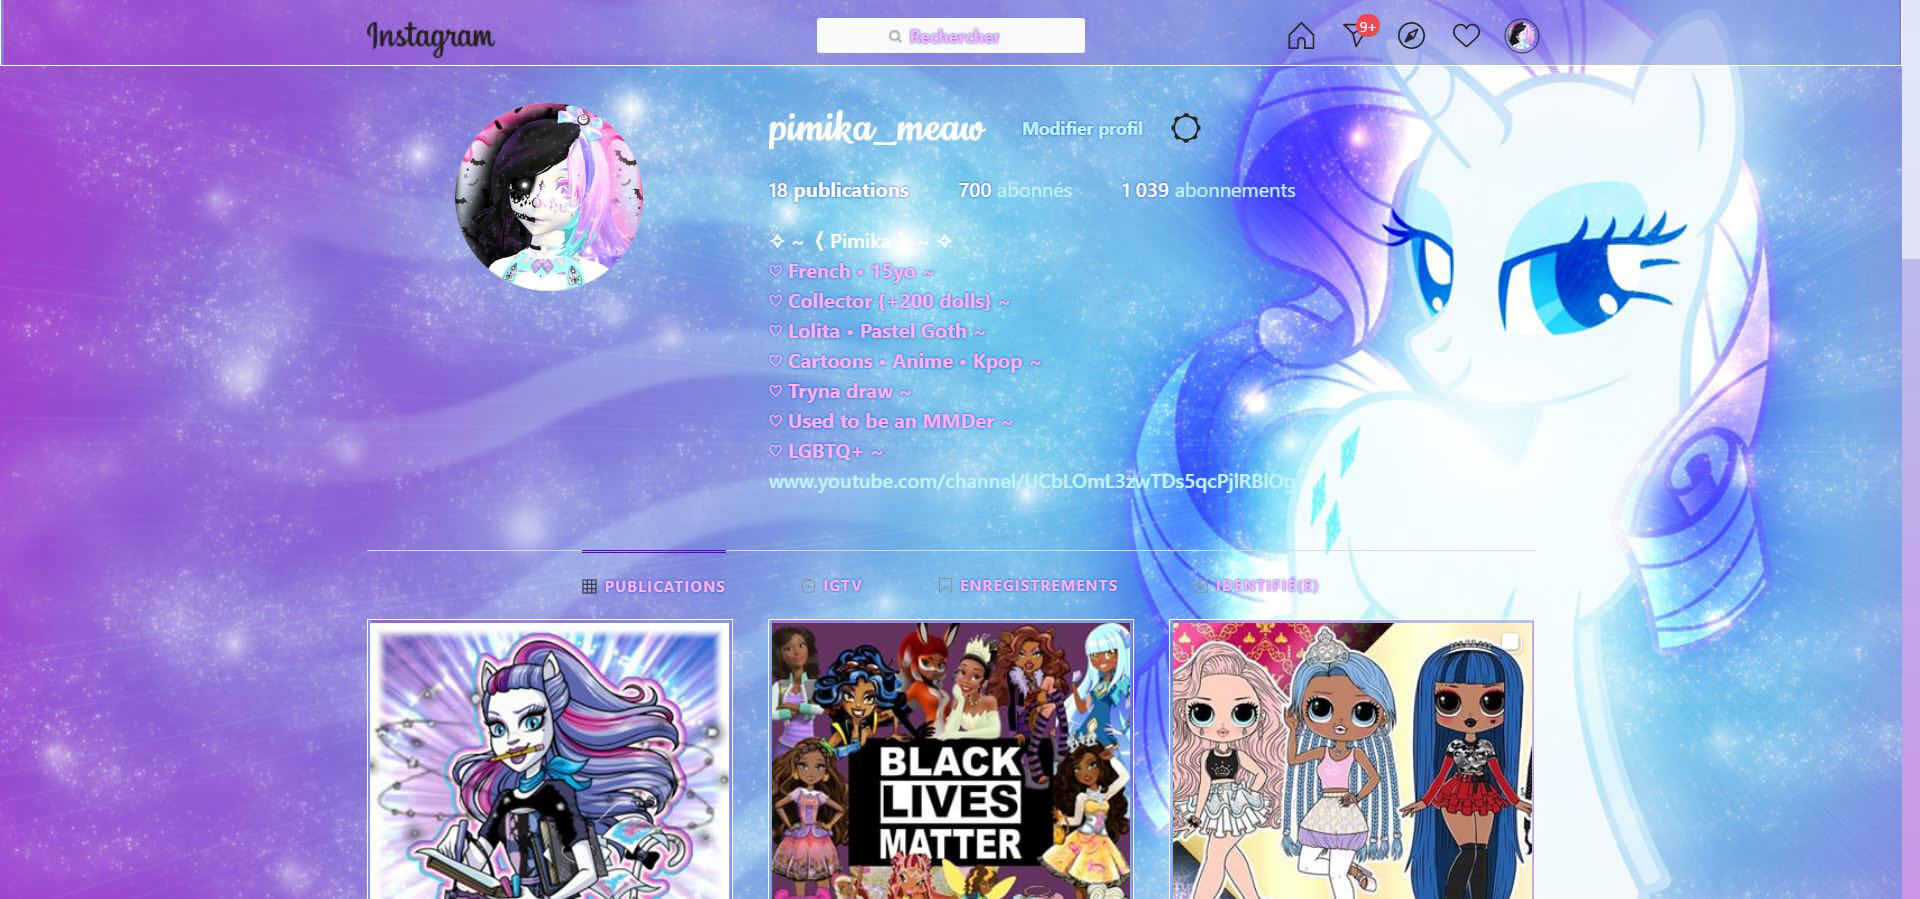 Instagram
Rechercher
9+
pimika_meaw Modifier profil
18 publications 700 abonnés 1 039 abonnements
✧ ~ ⟨ Pimika ~ ✧
♡ French • 15yo ~
♡ Collector (+200 dolls) ~
♡ Lolita • Pastel Goth ~
♡ Cartoons • Anime • Kpop ~
♡ Tryna draw ~
♡ Used to be an MMDer ~
♡ LGBTQ+ ~
www.youtube.com/channel/UCbLOmL3zwTDs5qcPjlRBlOg
PUBLICATIONS IGTV ENREGISTREMENTS IDENTIFIÉ(E)
BLACK
LIVES
MATTER